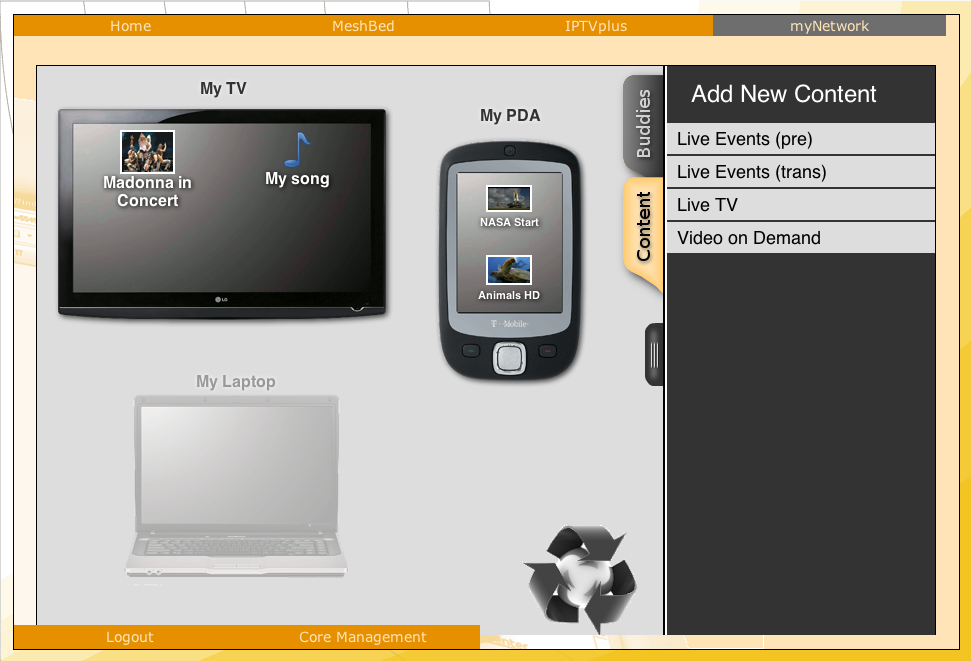 Home
MeshBed
IPTVplus
myNetwork
My TV
Madonna in
Concert
My song
LG
My PDA
NASA Start
Animals HD
T · ·Mobile·
My Laptop
Buddies
Content
Add New Content
Live Events (pre)
Live Events (trans)
Live TV
Video on Demand
Logout
Core Management